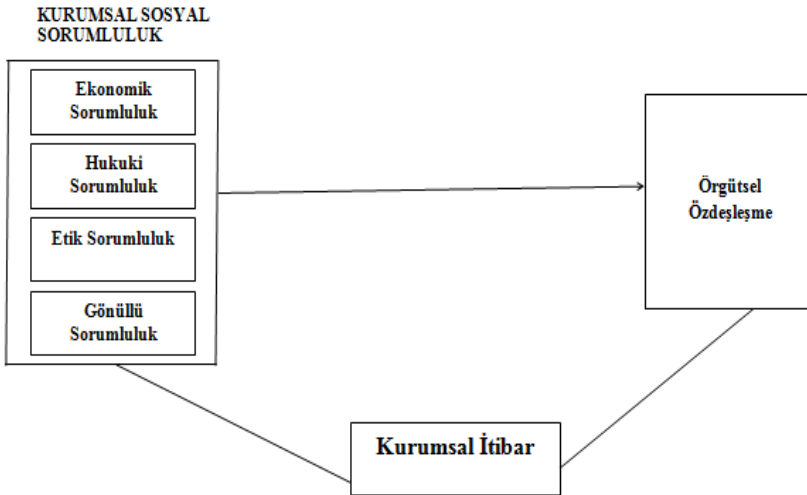 KURUMSAL SOSYAL
SORUMLULUK
Ekonomik
Sorumluluk
Hukuki
Sorumluluk
Etik Sorumluluk
Gönüllü
Sorumluluk
Örgütsel
Özdeşleşme
Kurumsal İtibar